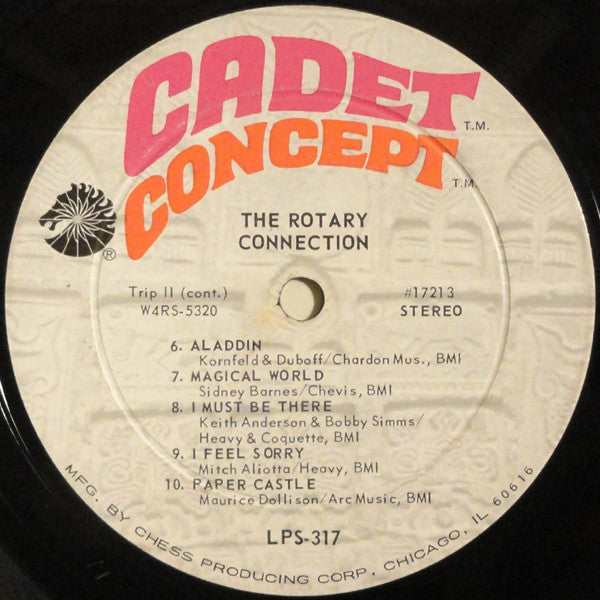 CADET T.M.
CONCEPT T.M.
®
THE ROTARY
CONNECTION
Trip II (cont.)
W4RS-5320
#17213
STEREO
6. ALADDIN
Kornfeld & Duboff/Chardon Mus., BMI
7. MAGICAL WORLD
Sidney Barnes/Chevis, BMI
8. I MUST BE THERE
Keith Anderson & Bobby Simms/
Heavy & Coquette, BMI
9. I FEEL SORRY
Mitch Aliotta/Heavy, BMI
10. PAPER CASTLE
Maurice Dollison/Arc Music, BMI
LPS-317
MFG. BY CHESS PRODUCING CORP. CHICAGO, IL 60616